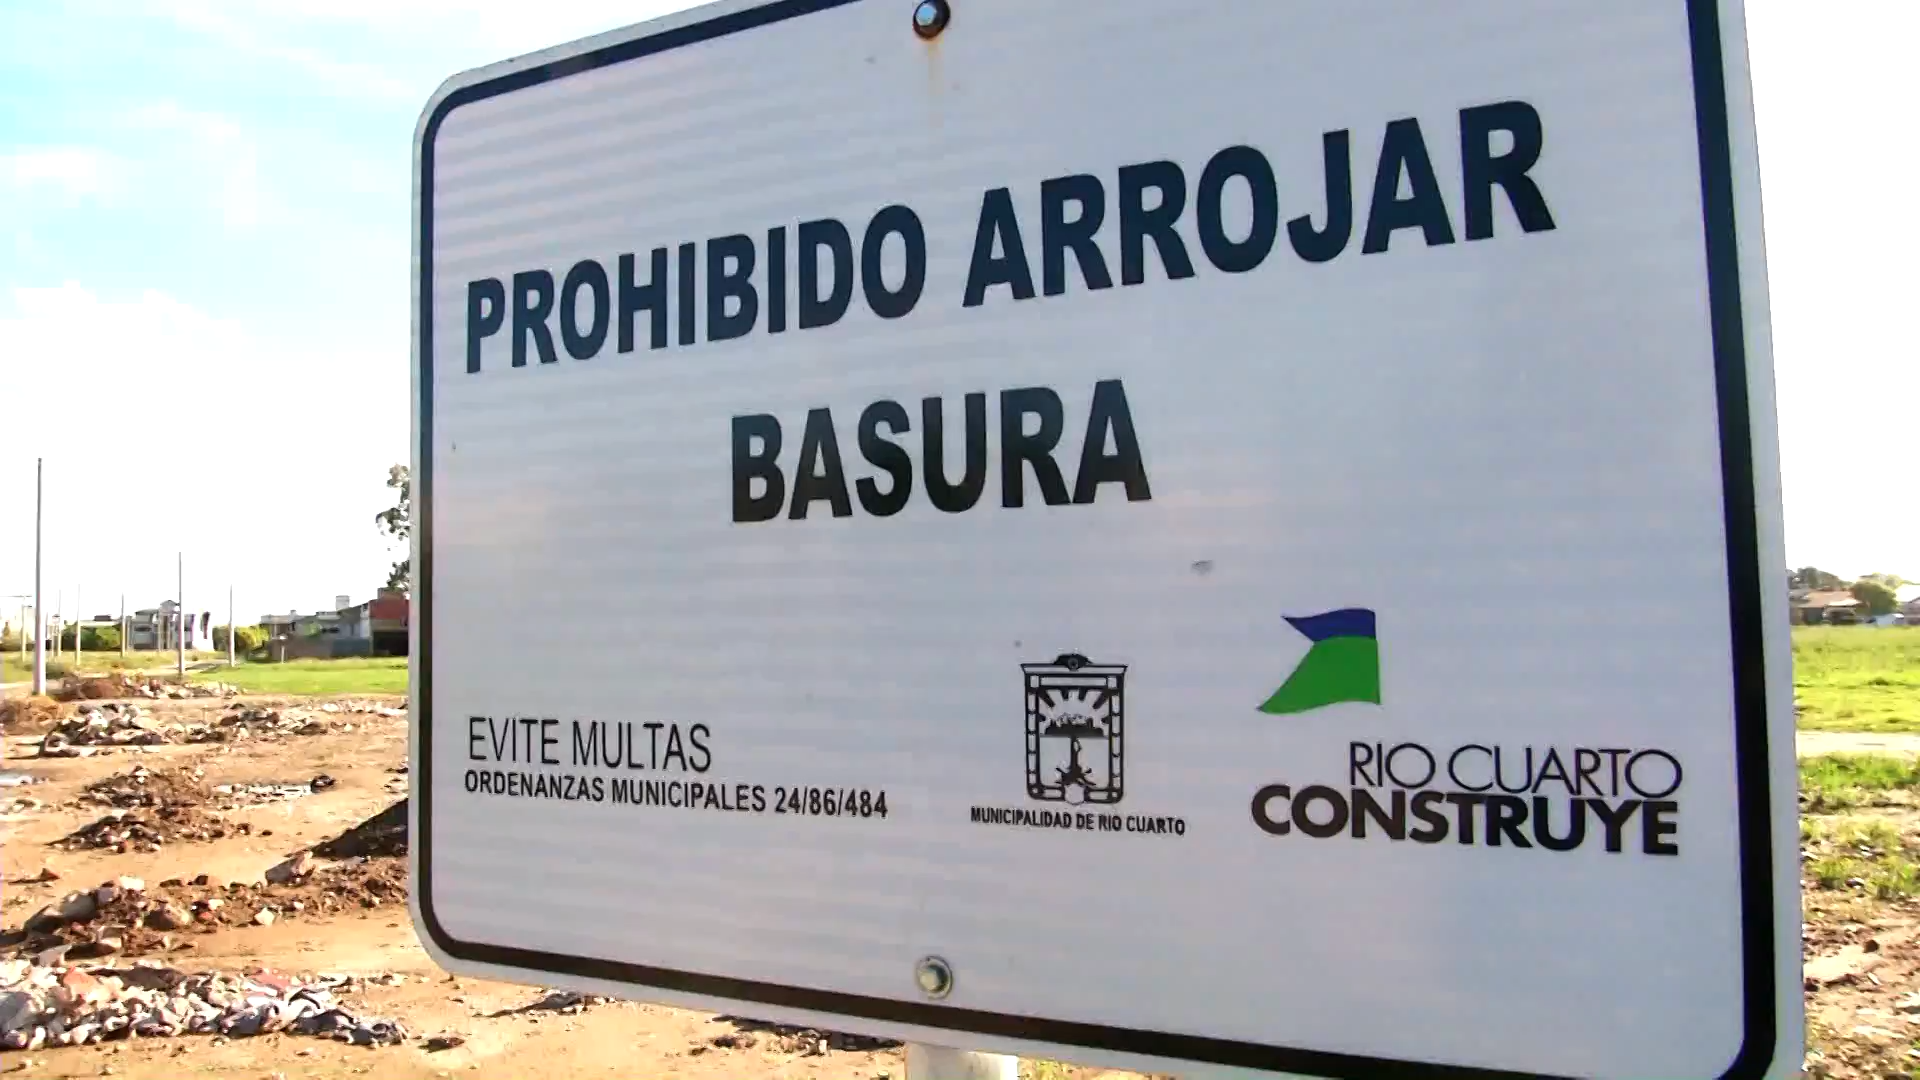 PROHIBIDO ARROJAR
BASURA
EVITE MULTAS
ORDENANZAS MUNICIPALES 24/86/484
MUNICIPALIDAD DE RIO CUARTO
RIO CUARTO
CONSTRUYE